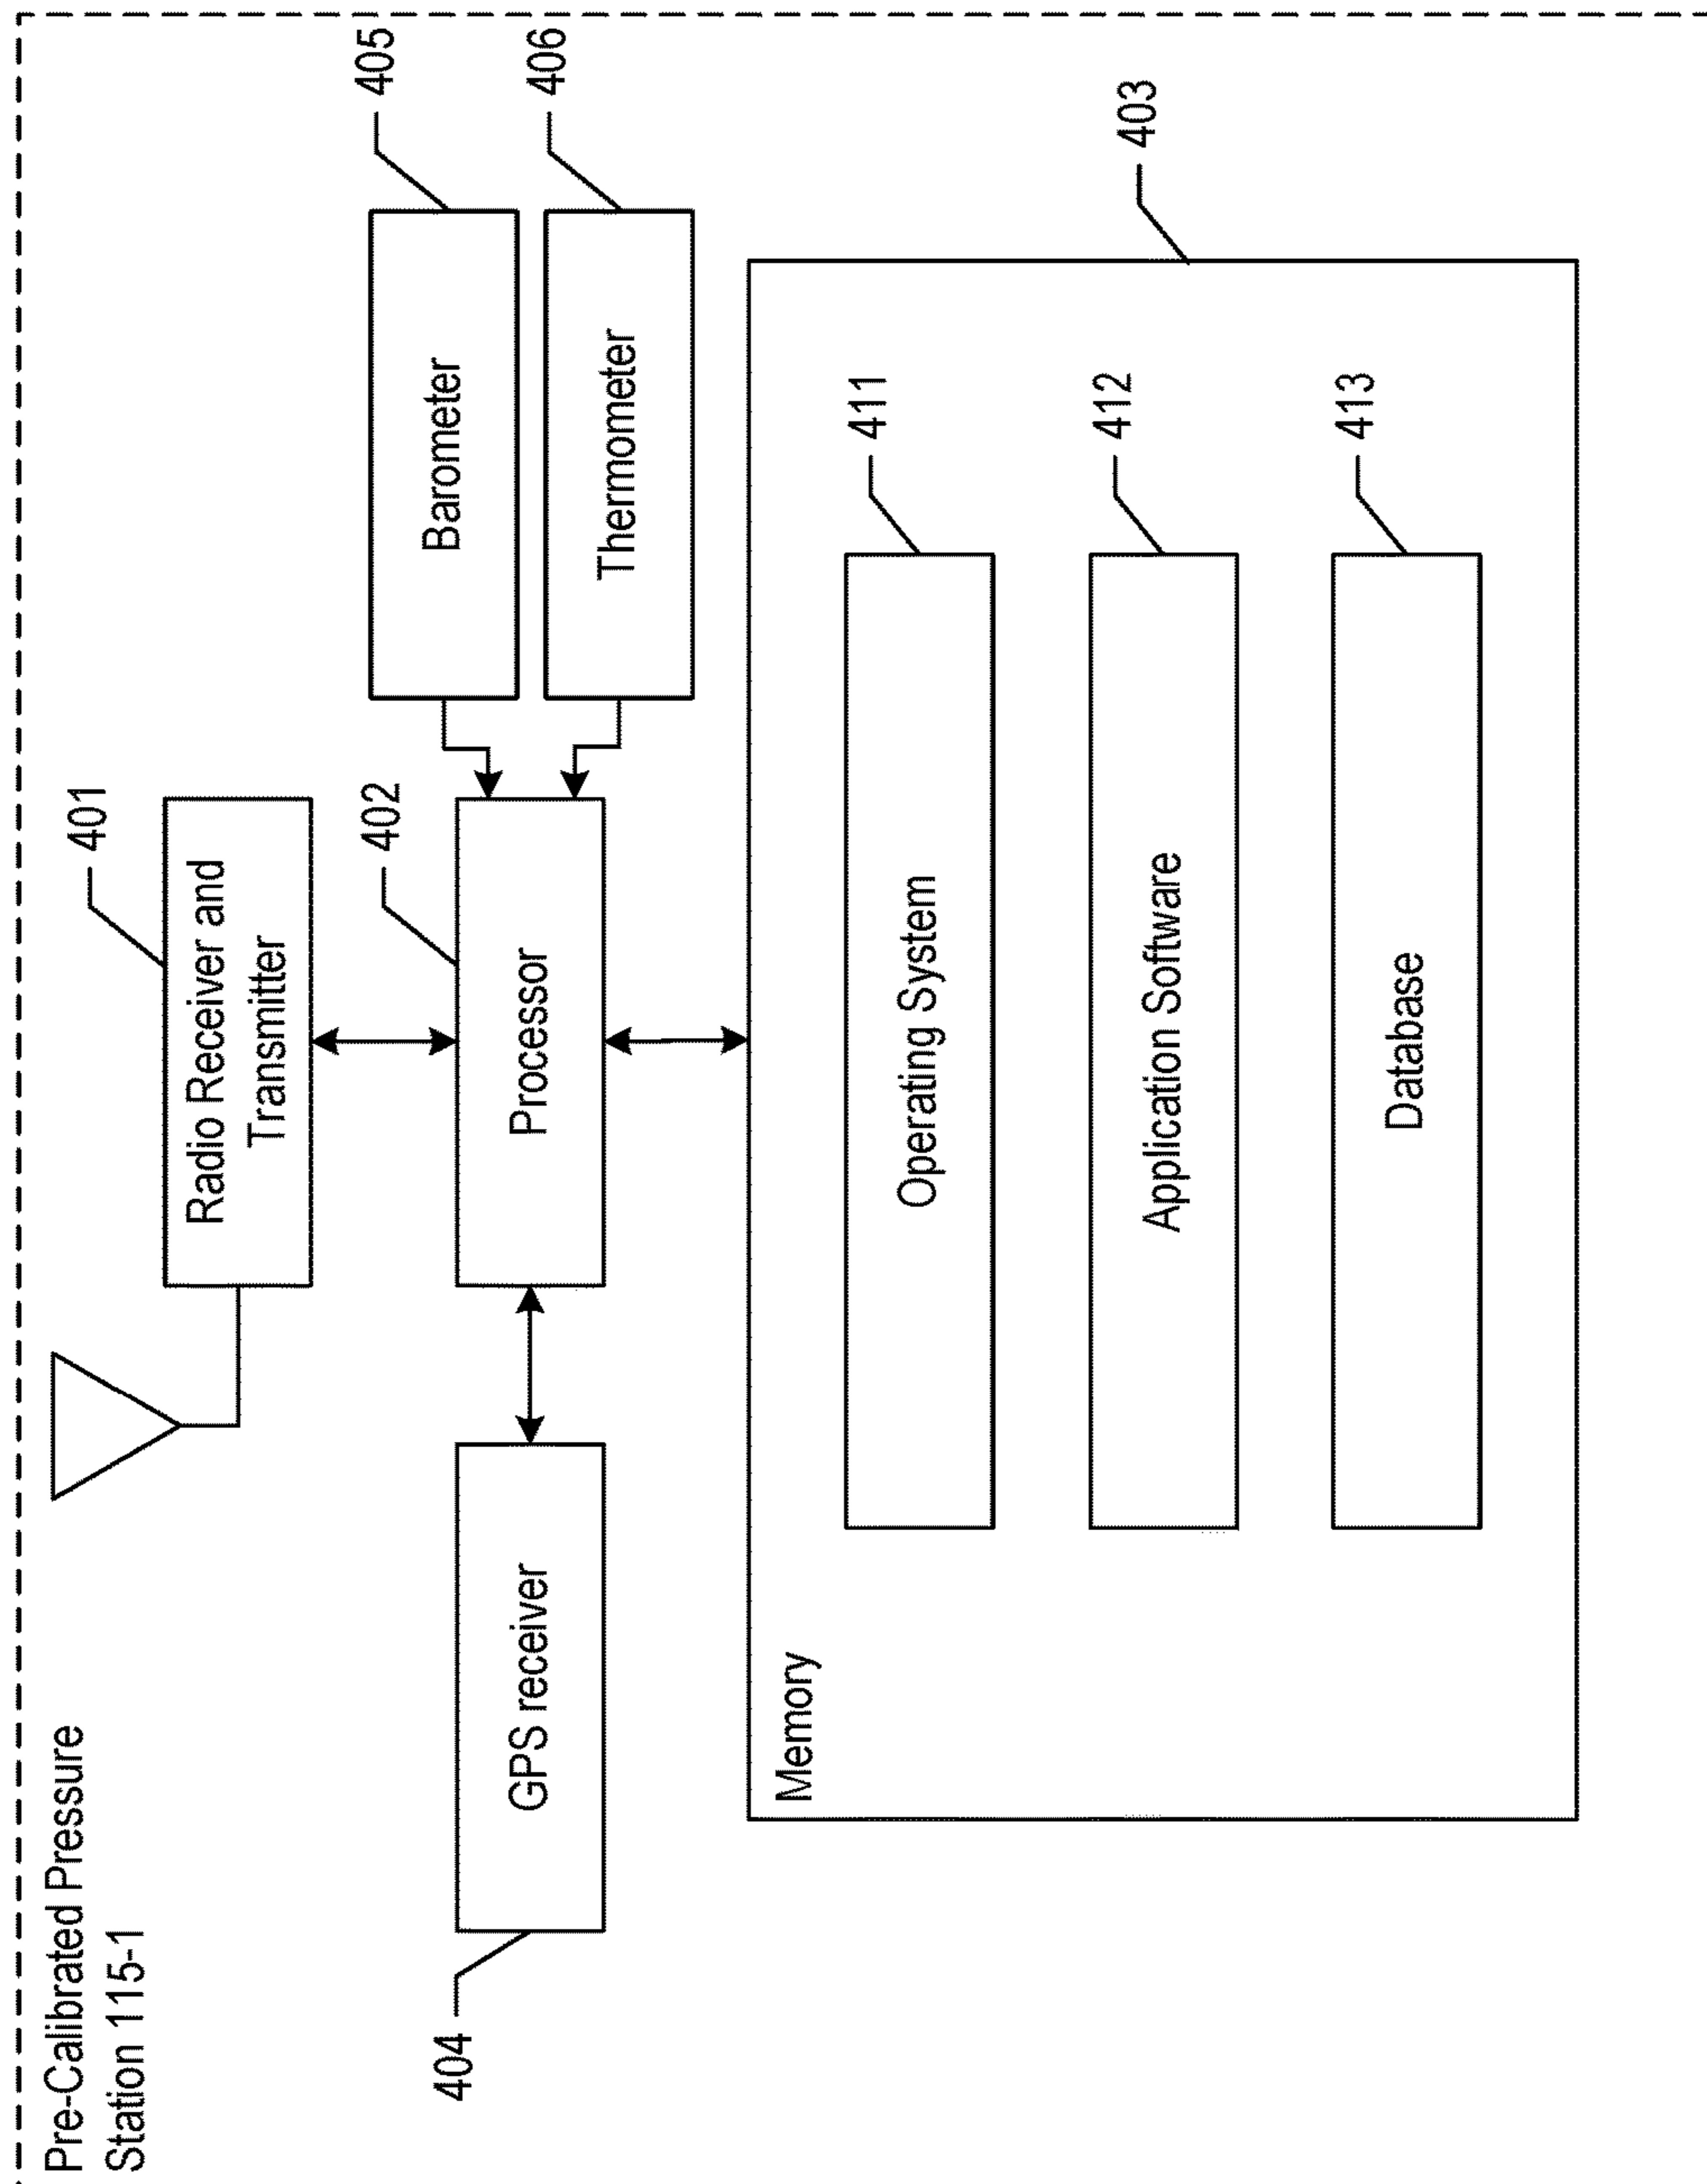 Pre-Calibrated Pressure
Station 115-1
401
Radio Receiver and
Transmitter
405
Barometer
402
Processor
404
GPS receiver
406
Thermometer
403
Memory
411
Operating System
412
Application Software
413
Database